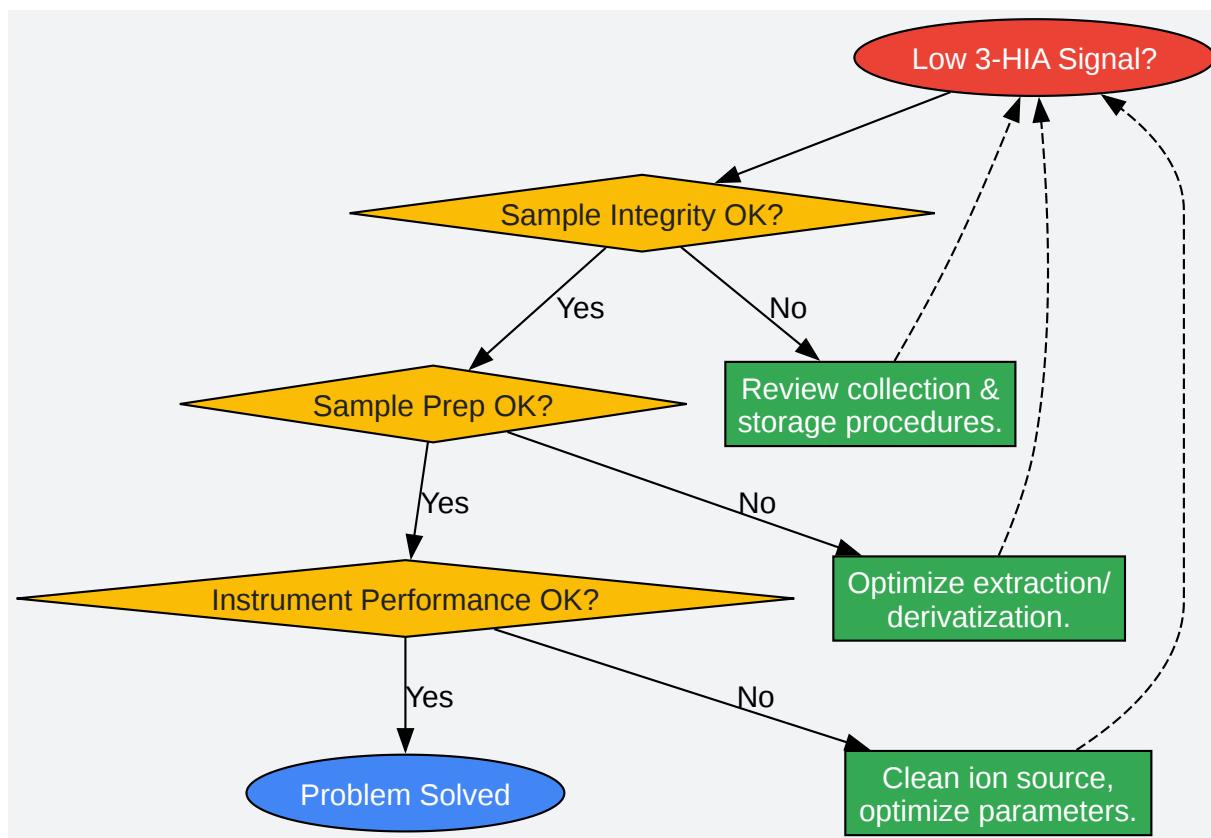 Low 3-HIA Signal?
Sample Integrity OK?
Yes
No
Sample Prep OK?
Review collection &
storage procedures.
Yes
No
Instrument Performance OK?
Optimize extraction/
derivatization.
Yes
No
Problem Solved
Clean ion source,
optimize parameters.